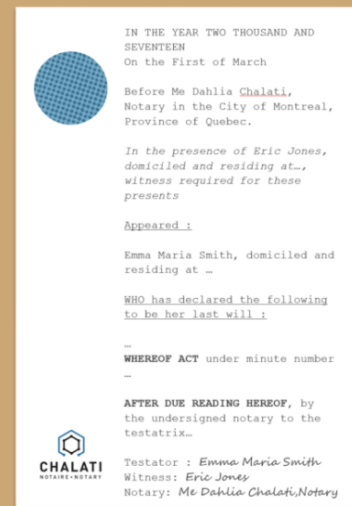 IN THE YEAR TWO THOUSAND AND
SEVENTEEN
On the First of March
Before Me Dahlia Chalati,
Notary in the City of Montreal,
Province of Quebec.
In the presence of Eric Jones,
domiciled and residing at…,
witness required for these
presents
Appeared :
Emma Maria Smith, domiciled and
residing at …
WHO has declared the following
to be her last will :
…
WHEREOF ACT under minute number
…
AFTER DUE READING HEREOF, by
the undersigned notary to the
testatrix…
Testator : Emma Maria Smith
Witness: Eric Jones
Notary: Me Dahlia Chalati,Notary
CHALATI
NOTAIRE•NOTARY